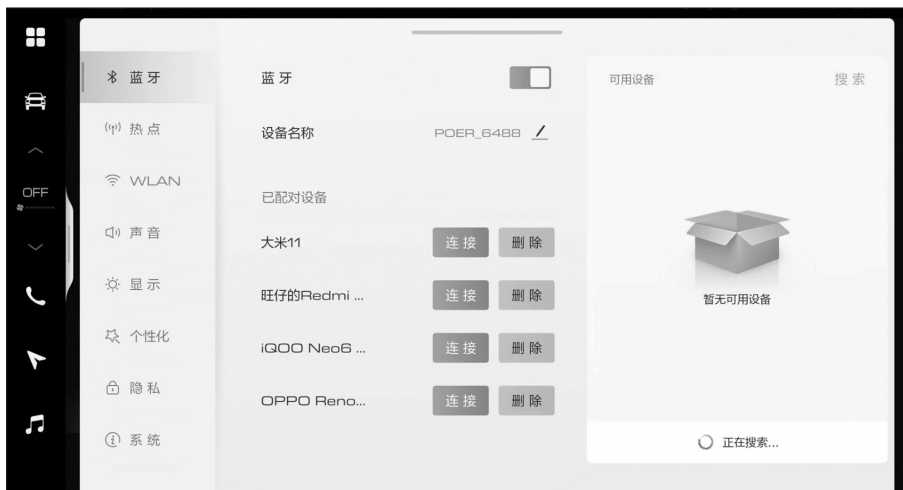 蓝牙
热点
WLAN
声音
显示
个性化
隐私
系统
OFF
蓝牙
设备名称 POER_6488
已配对设备
大米11 连接 删除
旺仔的Redmi ... 连接 删除
iQOO Neo6 ... 连接 删除
OPPO Reno... 连接 删除
可用设备 搜索
暂无可用设备
正在搜索...